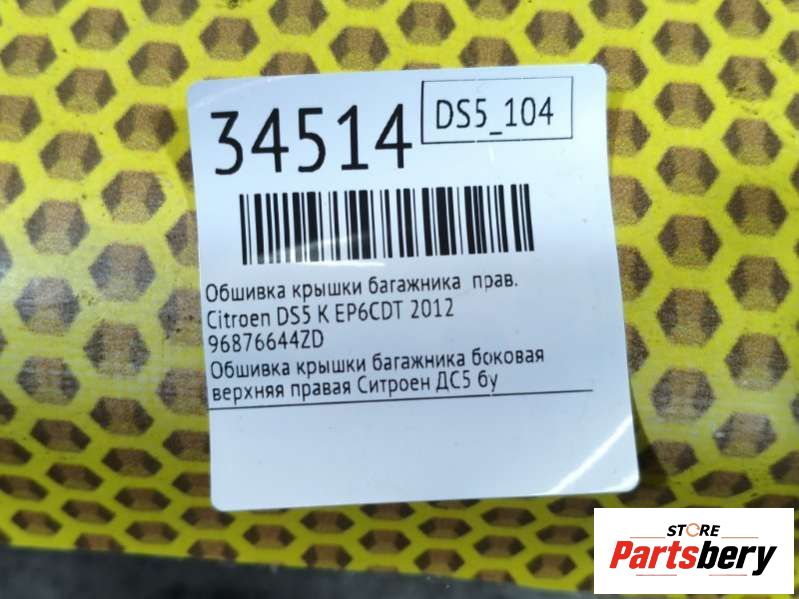 34514
DS5_104
Обшивка крышки багажника прав.
Citroen DS5 K EP6CDT 2012
96876644ZD
Обшивка крышки багажника боковая
верхняя правая Ситроен ДС5 бу
STORE
Partsbery